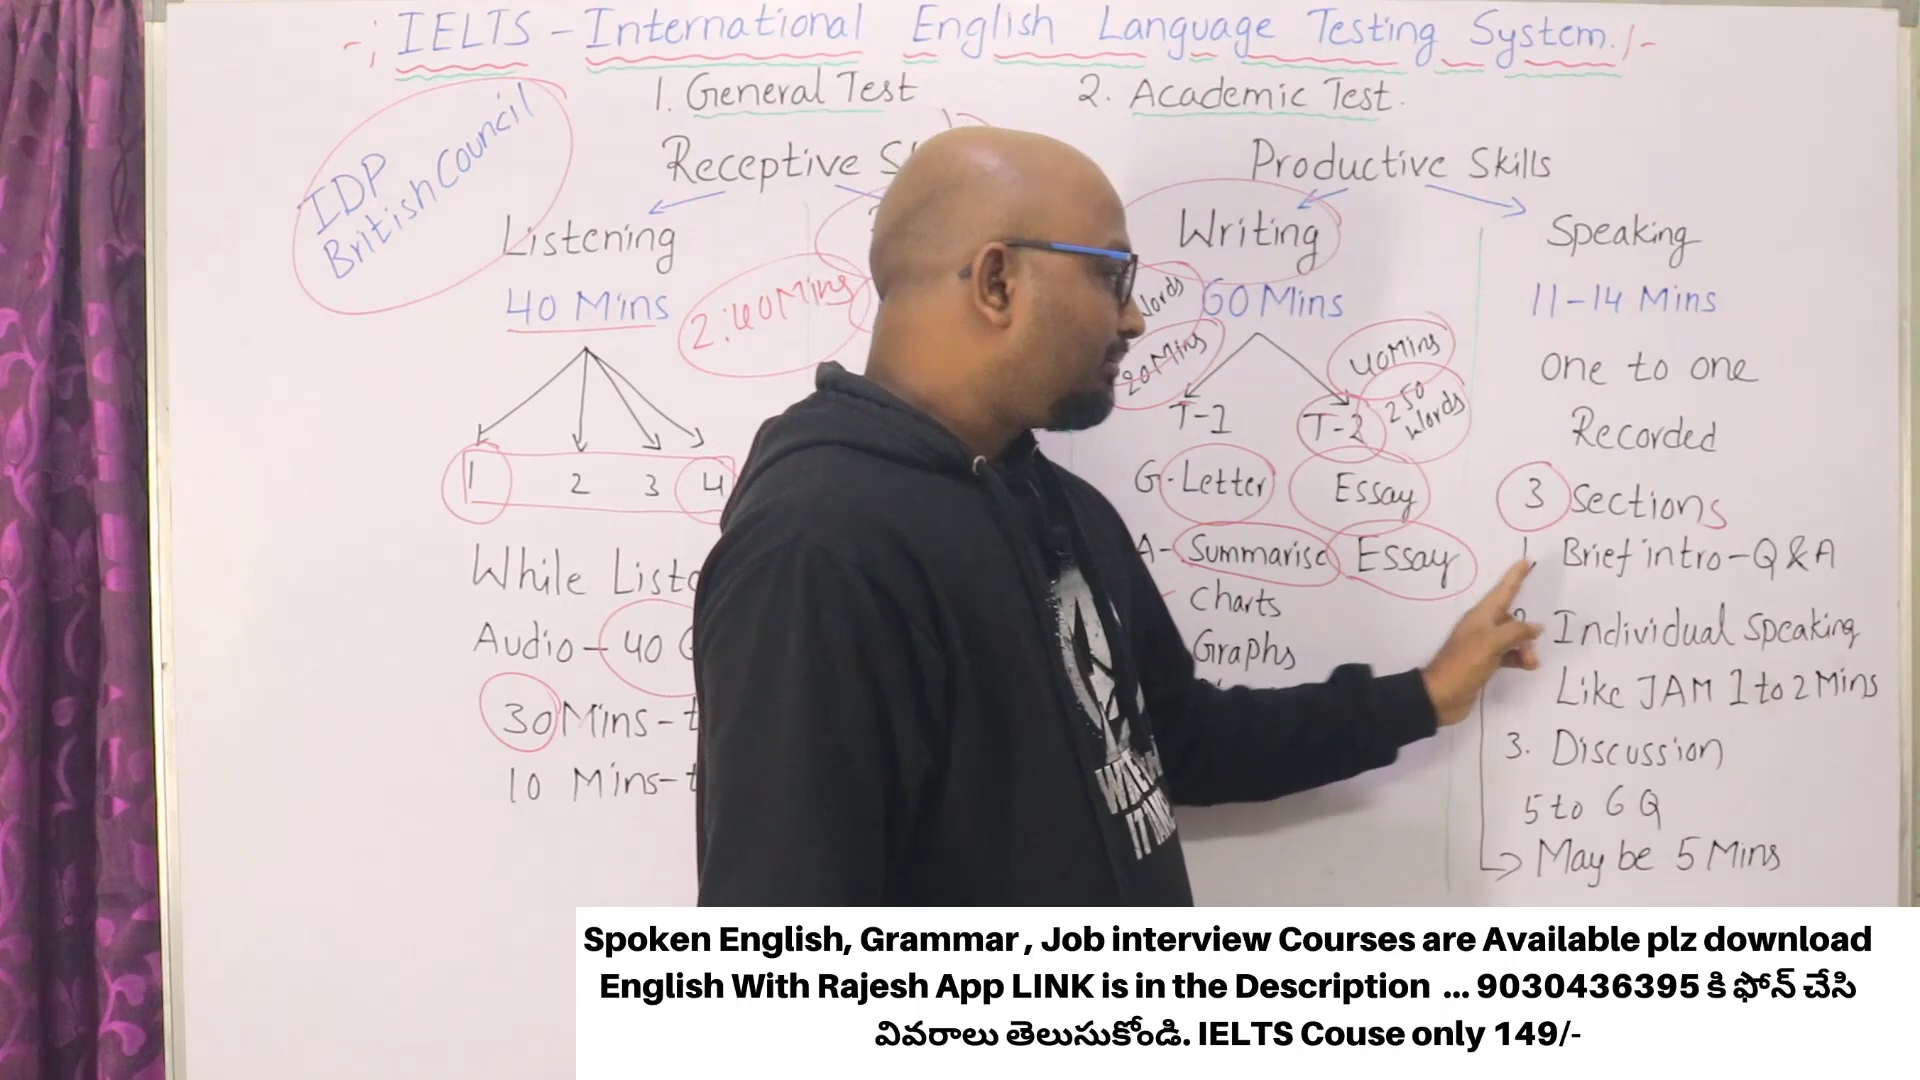 -; IELTS - International English Language Testing System. /-
1. General Test 2. Academic Test.
IDP
British Council
Receptive
Productive Skills
Listening
40 Mins
2. 40 Mins
1 2 3 4
While
Audio - 40
30 Mins -
10 Mins -
Writing
60 Mins
Words
20 Mins
40 Mins
250
Words
T-1 T-2
G. Letter Essay
A- Summarise Essay
Charts
Graphs
Speaking
11-14 Mins
One to one
Recorded
3 Sections
1. Brief intro - Q & A
2. Individual Speaking
Like JAM 1 to 2 Mins
3. Discussion
5 to 6 Q
May be 5 Mins
Spoken English, Grammar , Job interview Courses are Available plz download
English With Rajesh App LINK is in the Description ... 9030436395 కి ఫోన్ చేసి
వివరాలు తెలుసుకోండి. IELTS Couse only 149/-